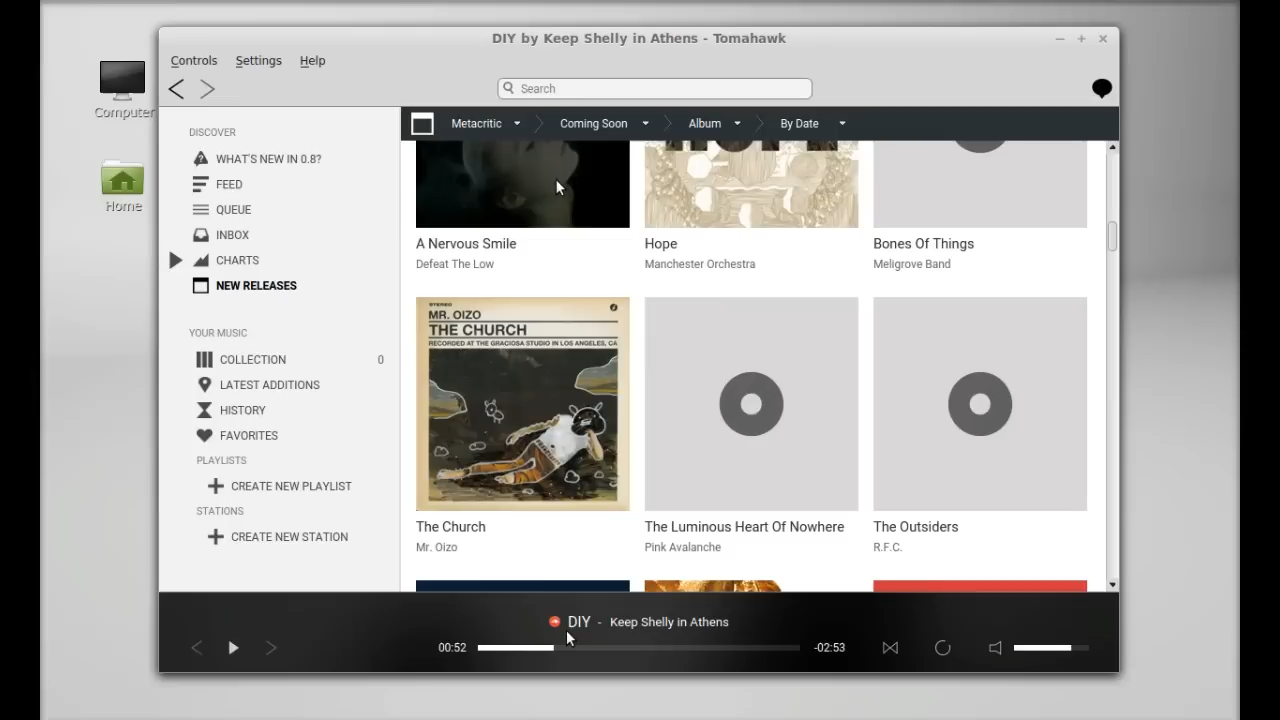 DIY by Keep Shelly in Athens - Tomahawk
Controls Settings Help
Search
Computer
Home
DISCOVER
WHAT'S NEW IN 0.8?
FEED
QUEUE
INBOX
CHARTS
NEW RELEASES
YOUR MUSIC
COLLECTION 0
LATEST ADDITIONS
HISTORY
FAVORITES
PLAYLISTS
CREATE NEW PLAYLIST
STATIONS
CREATE NEW STATION
Metacritic Coming Soon Album By Date
A Nervous Smile
Defeat The Low
Hope
Manchester Orchestra
Bones Of Things
Meligrove Band
STEREO
MR. OIZO
THE CHURCH
RECORDED AT THE GRACIOSA STUDIO IN LOS ANGELES, CA
The Church
Mr. Oizo
The Luminous Heart Of Nowhere
Pink Avalanche
The Outsiders
R.F.C.
DIY - Keep Shelly in Athens
00:52 -02:53